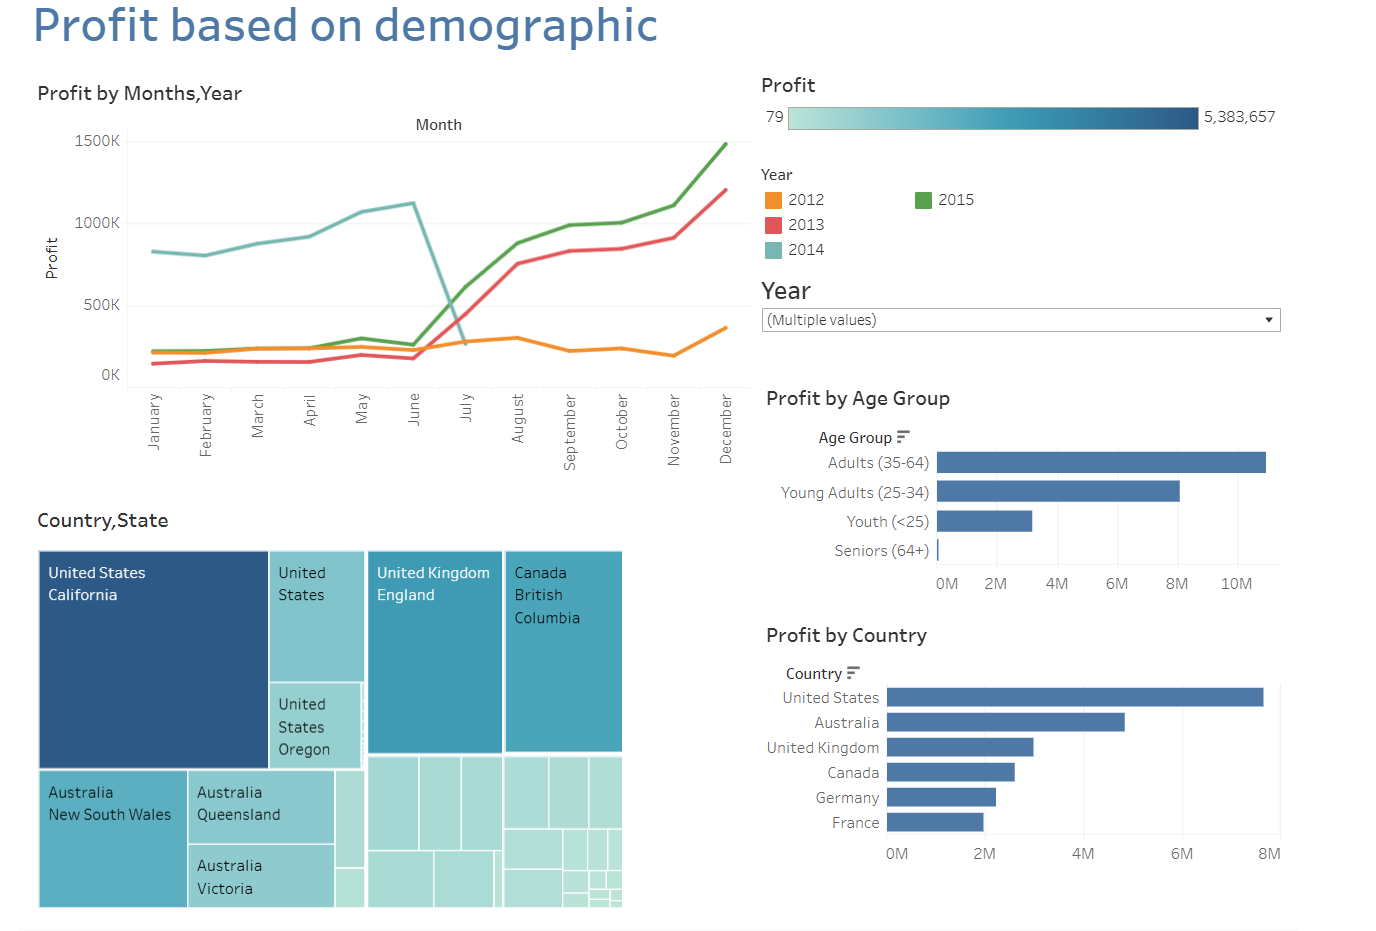 Profit based on demographic
Profit by Months,Year
Month
1500K
1000K
500K
0K
Profit
January
February
March
April
May
June
July
August
September
October
November
December
Profit
79
5,383,657
Year
2012
2015
2013
2014
Year
(Multiple values)
Profit by Age Group
Age Group
Adults (35-64)
Young Adults (25-34)
Youth (<25)
Seniors (64+)
0M 2M 4M 6M 8M 10M
Country,State
United States
California
United
States
United
States
Oregon
United Kingdom
England
Canada
British
Columbia
Australia
New South Wales
Australia
Queensland
Australia
Victoria
Profit by Country
Country
United States
Australia
United Kingdom
Canada
Germany
France
0M 2M 4M 6M 8M